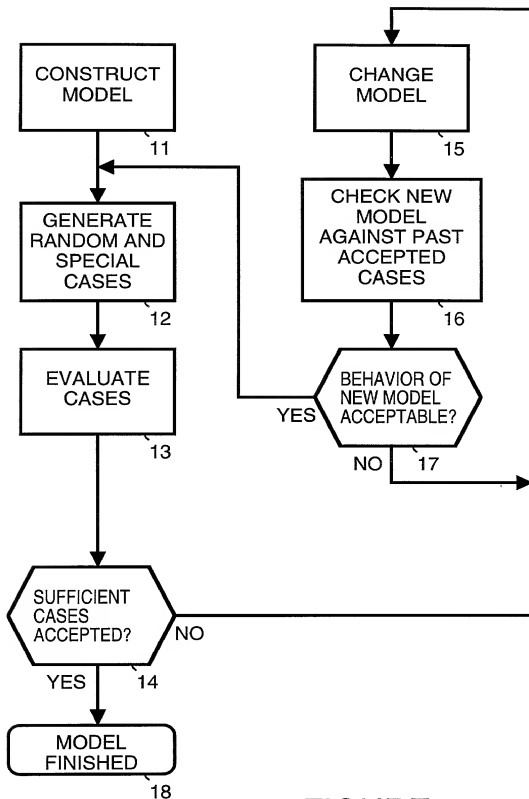 CONSTRUCT
MODEL
11
GENERATE
RANDOM AND
SPECIAL
CASES
12
EVALUATE
CASES
13
SUFFICIENT
CASES
ACCEPTED?
NO
YES
14
MODEL
FINISHED
18
CHANGE
MODEL
15
CHECK NEW
MODEL
AGAINST PAST
ACCEPTED
CASES
16
BEHAVIOR OF
NEW MODEL
ACCEPTABLE?
YES
NO
17